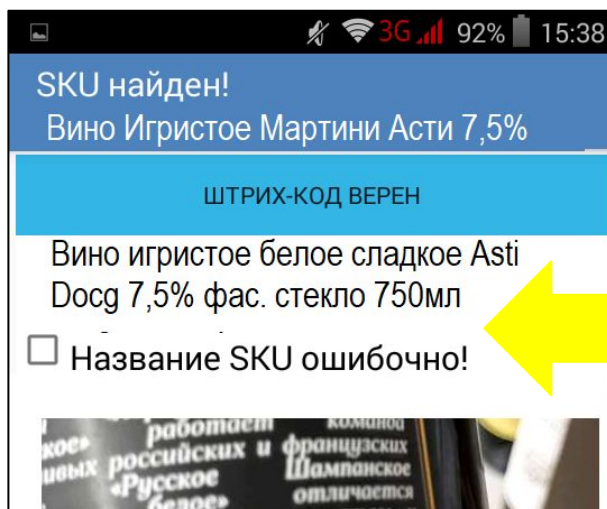 3G 92% 15:38
SKU найден!
Вино Игристое Мартини Асти 7,5%
ШТРИХ-КОД ВЕРЕН
Вино игристое белое сладкое Asti
Docg 7,5% фас. стекло 750мл
Название SKU ошибочно!
работает команда
российских и французских
«Русское Шампанское
белое» отличается